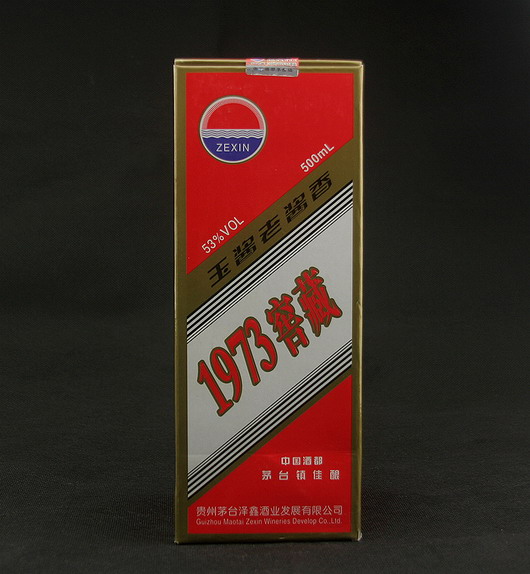 ZEXIN
500mL
53%VOL
玉酱老酱香
1973窖藏
中国酒都
茅台镇佳酿
贵州茅台泽鑫酒业发展有限公司
Guizhou Maotai Zexin Wineries Develop Co.,Ltd.